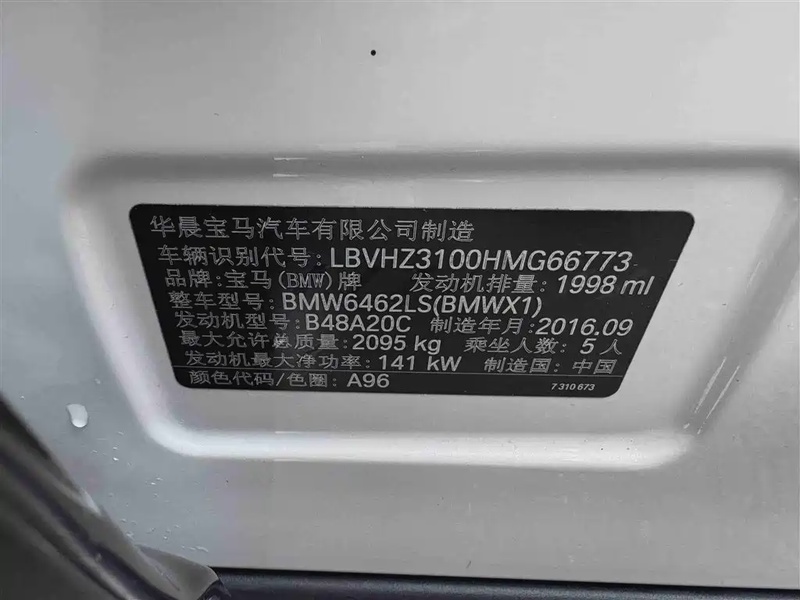 华晨宝马汽车有限公司制造
车辆识别代号: LBVHZ3100HMG66773
品牌: 宝马(BMW)牌 发动机排量: 1998 ml
整车型号: BMW6462LS(BMWX1)
发动机型号: B48A20C 制造年月: 2016.09
最大允许总质量: 2095 kg 乘坐人数: 5 人
发动机最大净功率: 141 kW 制造国: 中国
颜色代码/色圈: A96 7 310 673